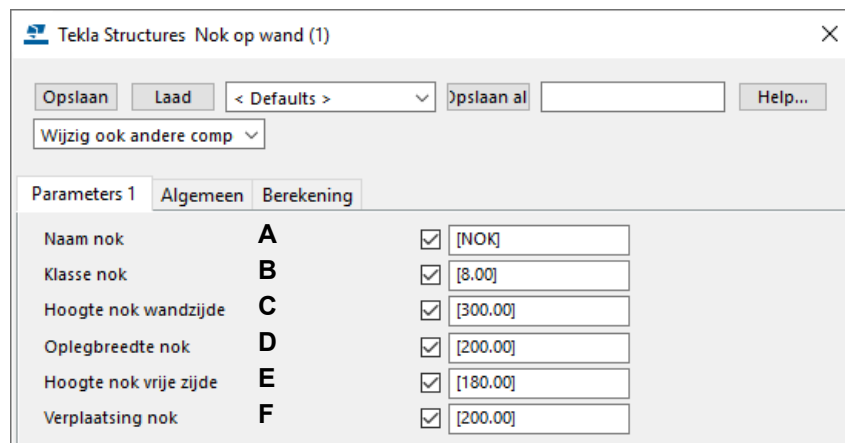 Tekla Structures Nok op wand (1)
Opslaan Laad < Defaults > Opslaan al Help...
Wijzig ook andere comp
Parameters 1 Algemeen Berekening
Naam nok A [NOK]
Klasse nok B [8.00]
Hoogte nok wandzijde C [300.00]
Oplegbreedte nok D [200.00]
Hoogte nok vrije zijde E [180.00]
Verplaatsing nok F [200.00]